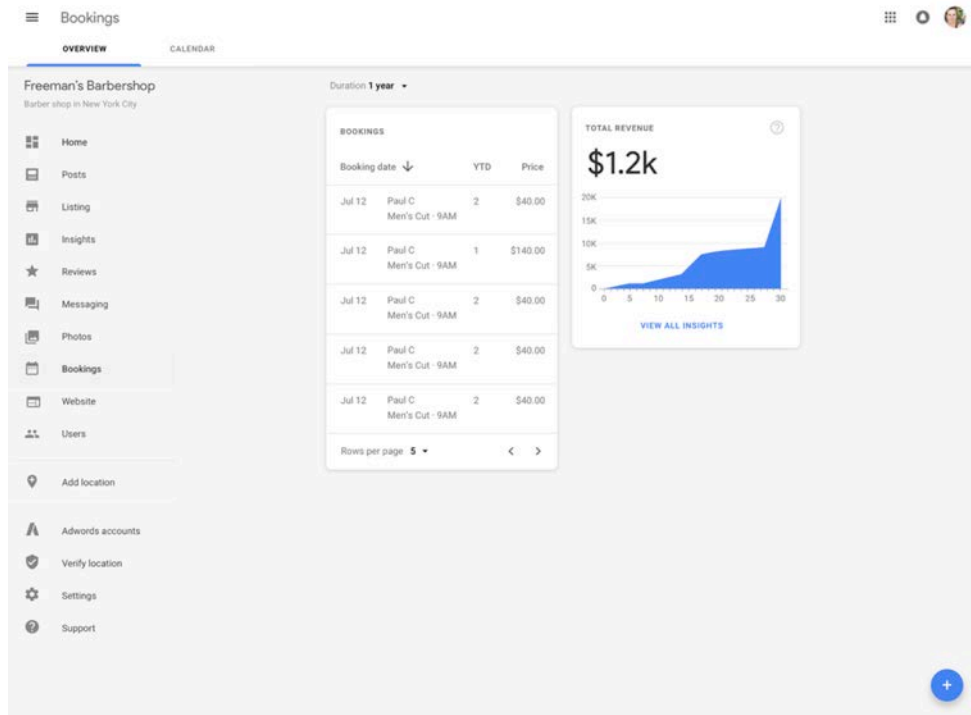 Bookings
OVERVIEW CALENDAR
Freeman's Barbershop
Barber shop in New York City
Home
Posts
Listing
Insights
Reviews
Messaging
Photos
Bookings
Website
Users
Add location
Adwords accounts
Verify location
Settings
Support
Duration 1 year
BOOKINGS
Booking date YTD Price
Jul 12 Paul C 2 $40.00
Men's Cut · 9AM
Jul 12 Paul C 1 $140.00
Men's Cut · 9AM
Jul 12 Paul C 2 $40.00
Men's Cut · 9AM
Jul 12 Paul C 2 $40.00
Men's Cut · 9AM
Jul 12 Paul C 2 $40.00
Men's Cut · 9AM
Rows per page 5
TOTAL REVENUE
$1.2k
20K
15K
10K
5K
0
0 5 10 15 20 25 30
VIEW ALL INSIGHTS